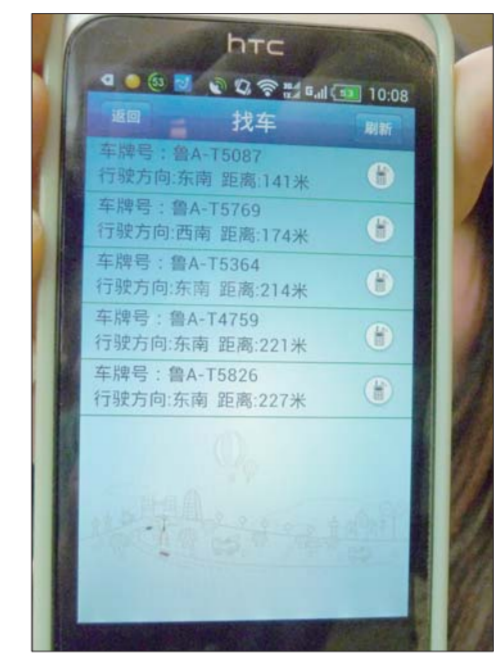 hTC
53
3G
1X
G
53
10:08
返回
找车
刷新
车牌号：鲁A-T5087
行驶方向:东南 距离:141米
车牌号：鲁A-T5769
行驶方向:西南 距离:174米
车牌号：鲁A-T5364
行驶方向:东南 距离:214米
车牌号：鲁A-T4759
行驶方向:东南 距离:221米
车牌号：鲁A-T5826
行驶方向:东南 距离:227米